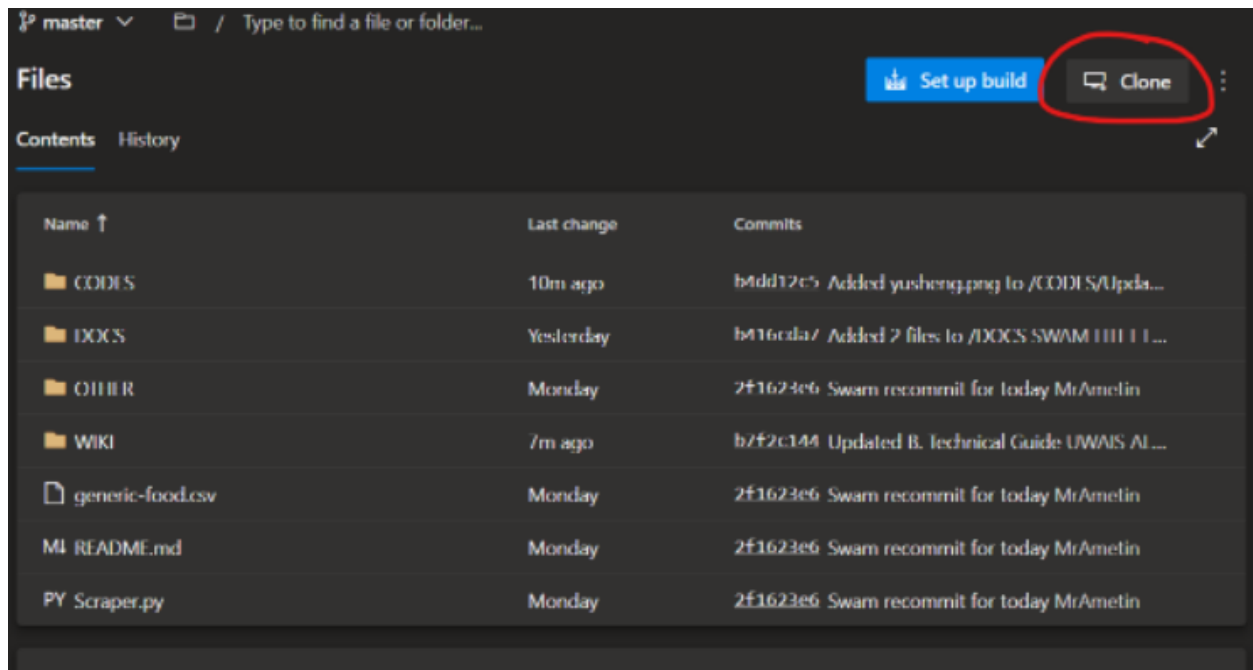 master / Type to find a file or folder...
Files
Set up build Clone
Contents History
Name ↑ Last change Commits
CODES 10m ago b4dd12c5 Added yusheng.png to /CODES/Upda...
DOCS Yesterday b416cda7 Added 2 files to /DOCS SWAM
OTHER Monday 2f1623e6 Swam recommit for today MrAmetin
WIKI 7m ago b7f2c144 Updated B. Technical Guide UWAIS AL...
generic-food.csv Monday 2f1623e6 Swam recommit for today MrAmetin
M↓ README.md Monday 2f1623e6 Swam recommit for today MrAmetin
PY Scraper.py Monday 2f1623e6 Swam recommit for today MrAmetin